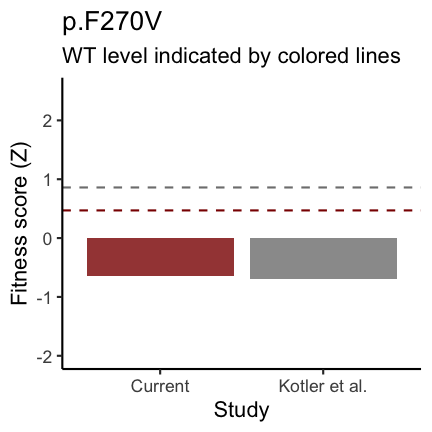 p.F270V
WT level indicated by colored lines
Fitness score (Z)
2
1
0
-1
-2
Current
Kotler et al.
Study